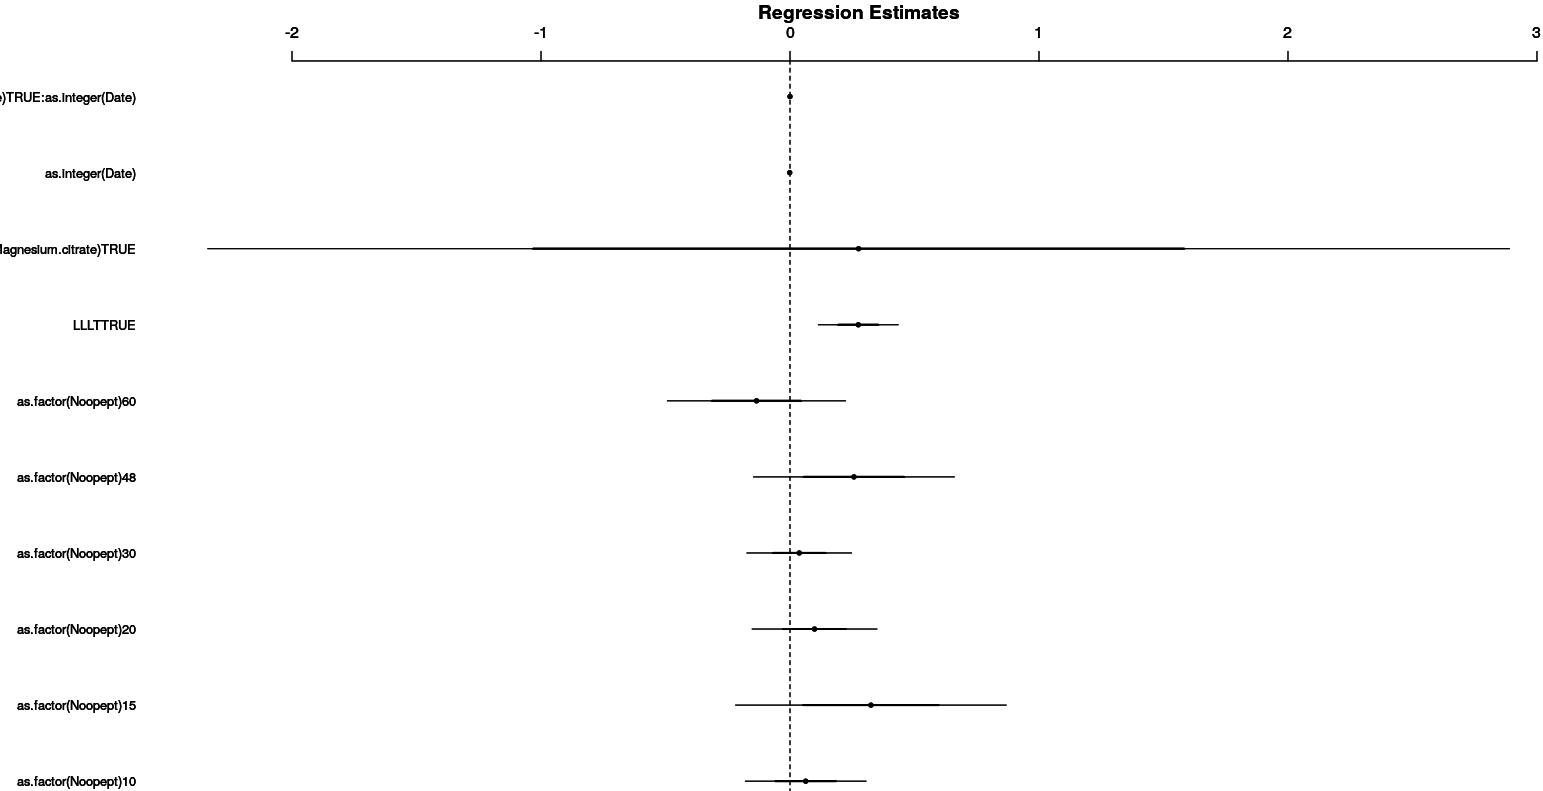 Regression Estimates
-2 -1 0 1 2 3
)TRUE:as.integer(Date)
as.integer(Date)
agnesium.citrate)TRUE
LLLTTRUE
as.factor(Noopept)60
as.factor(Noopept)48
as.factor(Noopept)30
as.factor(Noopept)20
as.factor(Noopept)15
as.factor(Noopept)10